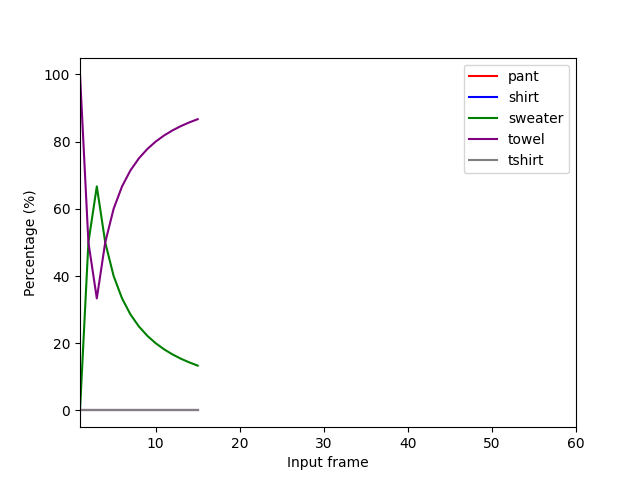 100
80
60
40
20
0
Percentage (%)
pant
shirt
sweater
towel
tshirt
10 20 30 40 50 60
Input frame